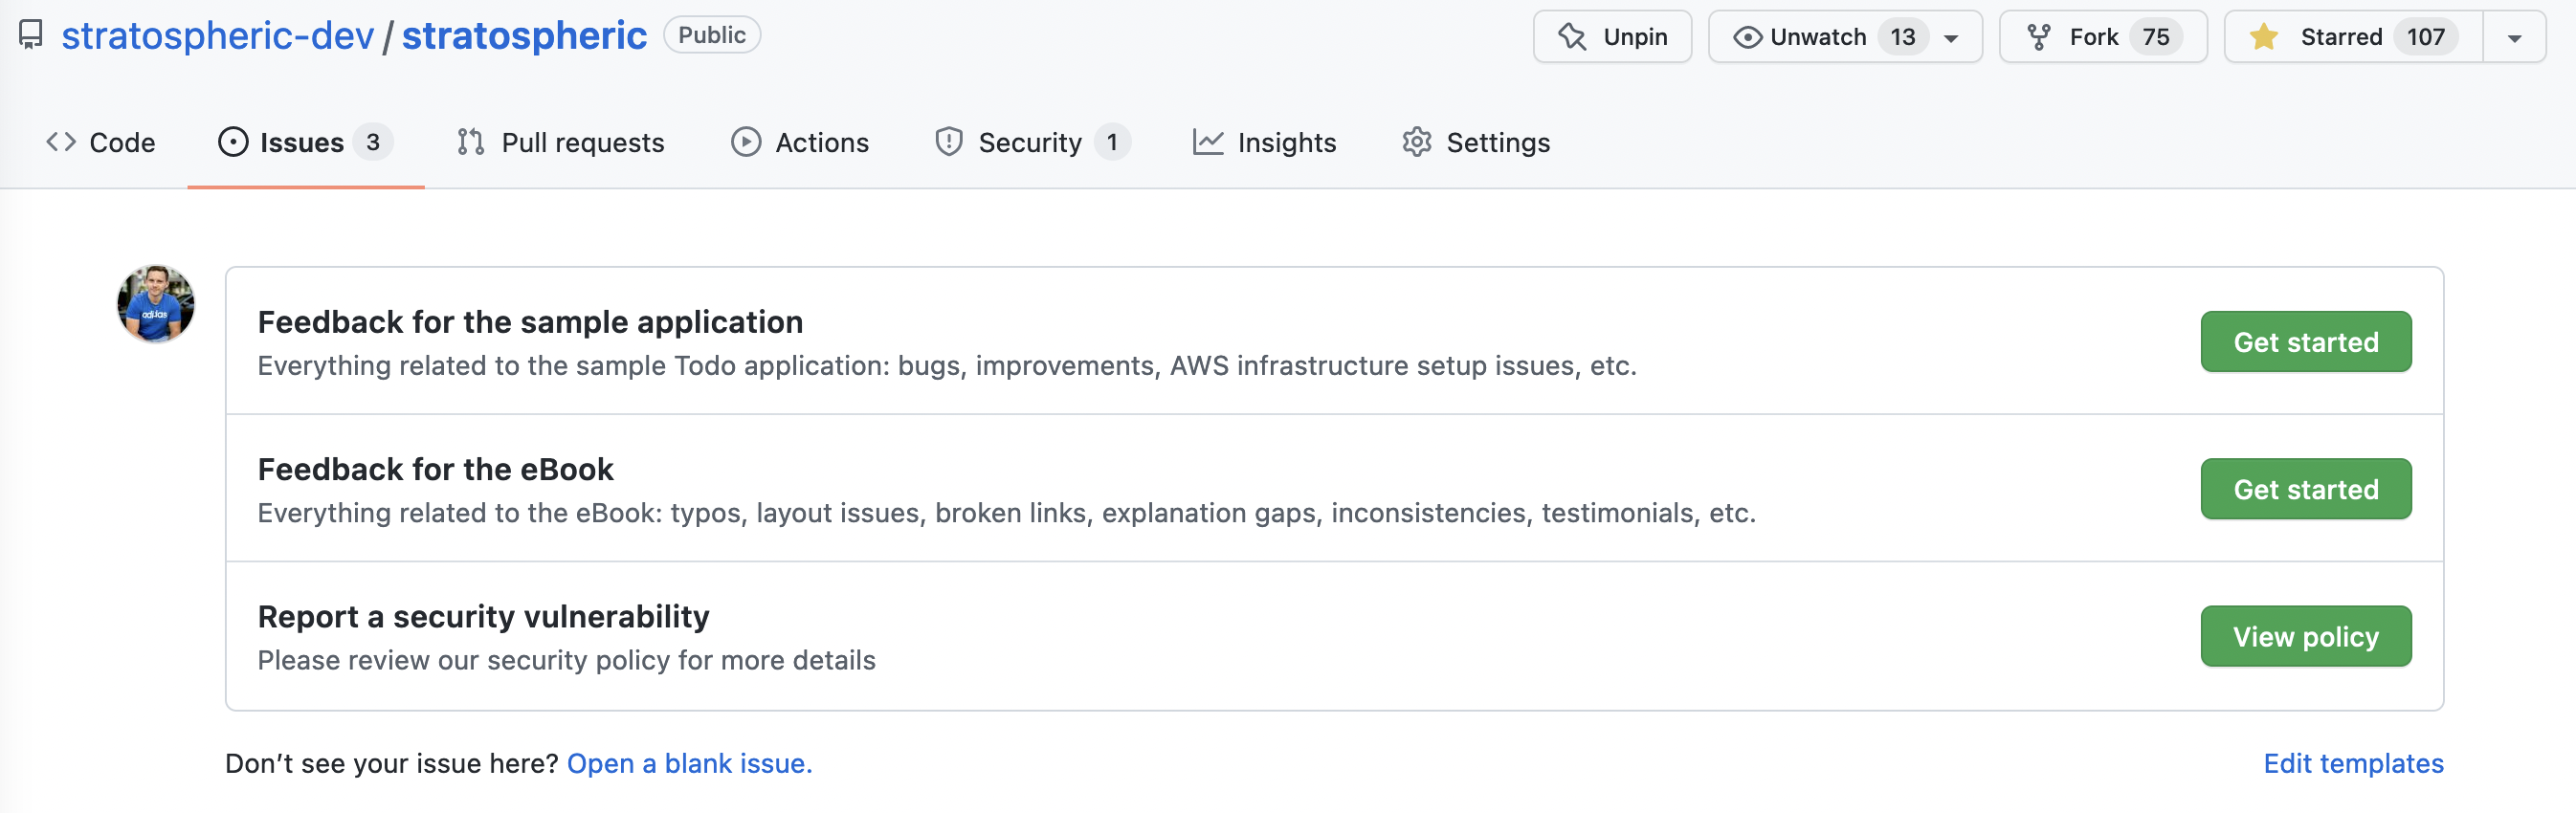 stratospheric-dev / stratospheric Public Unpin Unwatch 13 Fork 75 Starred 107
Code Issues 3 Pull requests Actions Security 1 Insights Settings
adidas
Feedback for the sample application
Everything related to the sample Todo application: bugs, improvements, AWS infrastructure setup issues, etc.
Get started
Feedback for the eBook
Everything related to the eBook: typos, layout issues, broken links, explanation gaps, inconsistencies, testimonials, etc.
Get started
Report a security vulnerability
Please review our security policy for more details
View policy
Don’t see your issue here? Open a blank issue. Edit templates